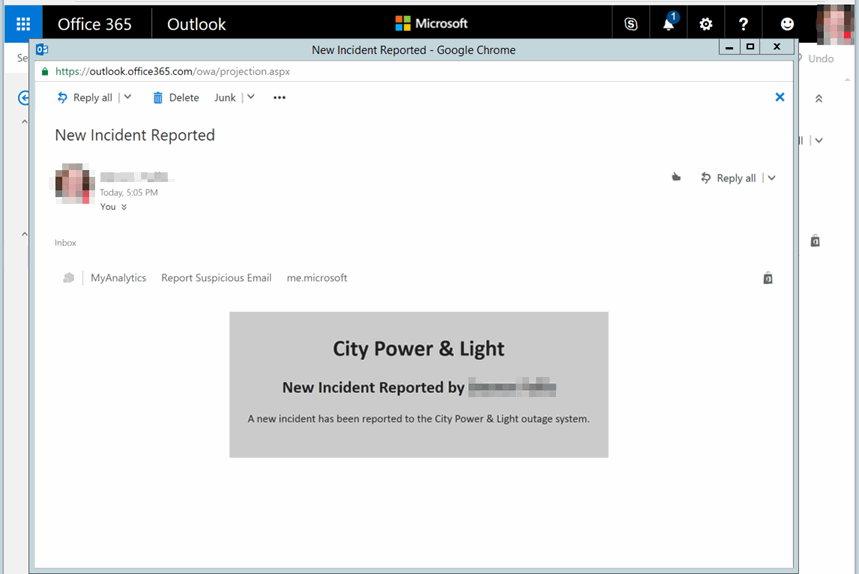 Office 365 Outlook Microsoft 1 ?
New Incident Reported - Google Chrome
Se
https://outlook.office365.com/owa/projection.aspx
Undo
Reply all Delete Junk ...
New Incident Reported
Today, 5:05 PM
Reply all
You
Inbox
MyAnalytics Report Suspicious Email me.microsoft
City Power & Light
New Incident Reported by
A new incident has been reported to the City Power & Light outage system.